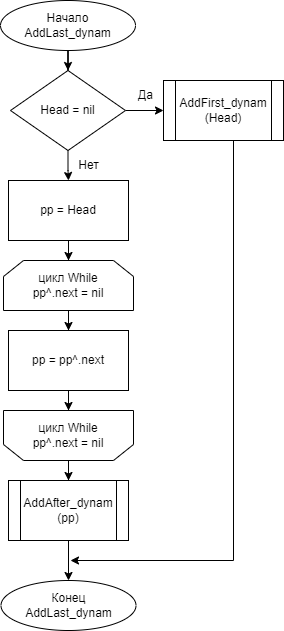 Начало
AddLast_dynam
Head = nil
Да
AddFirst_dynam
(Head)
Нет
pp = Head
цикл While
pp^.next = nil
pp = pp^.next
цикл While
pp^.next = nil
AddAfter_dynam
(pp)
Конец
AddLast_dynam